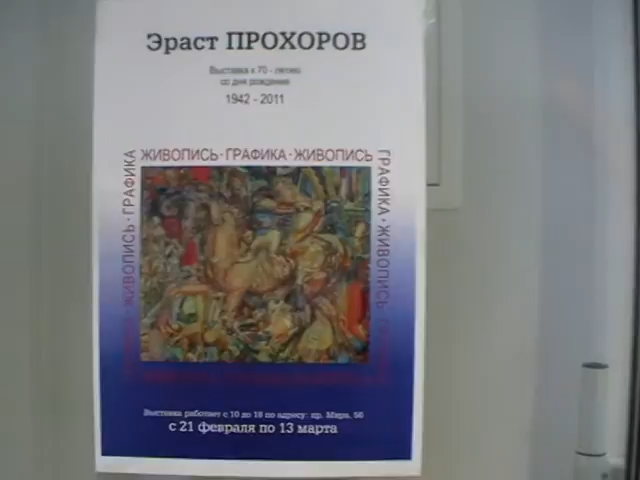 Эраст ПРОХОРОВ
Выставка к 70 - летию
со дня рождения
1942 - 2011
ЖИВОПИСЬ · ГРАФИКА · ЖИВОПИСЬ
ЖИВОПИСЬ · ГРАФИКА
ГРАФИКА · ЖИВОПИСЬ
Выставка работает с 10 до 18 по адресу: пр. Мира, 56
с 21 февраля по 13 марта